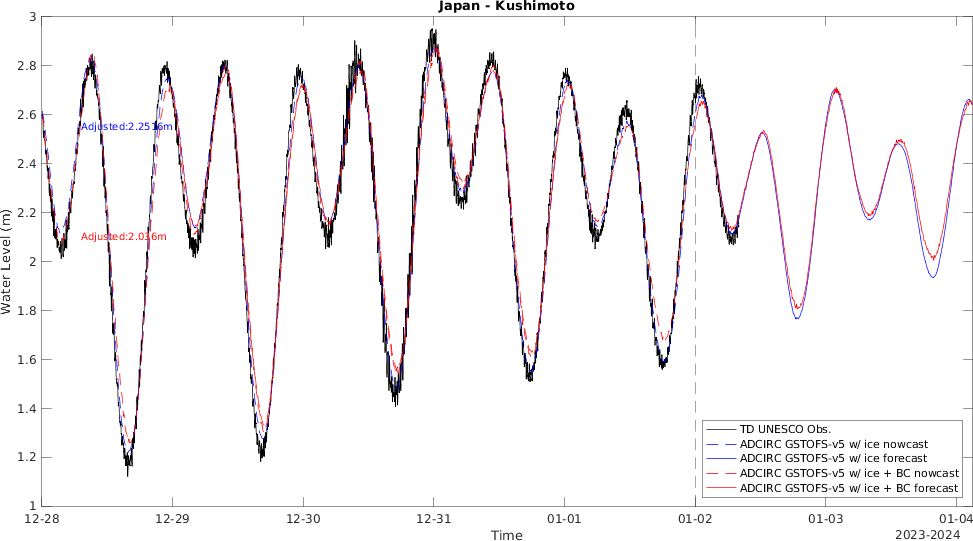 Japan - Kushimoto
3
2.8
2.6
2.4
2.2
2
1.8
1.6
1.4
1.2
1
Water Level (m)
Adjusted:2.2516m
Adjusted:2.036m
TD UNESCO Obs.
ADCIRC GSTOFS-v5 w/ ice nowcast
ADCIRC GSTOFS-v5 w/ ice forecast
ADCIRC GSTOFS-v5 w/ ice + BC nowcast
ADCIRC GSTOFS-v5 w/ ice + BC forecast
12-28 12-29 12-30 12-31 01-01 01-02 01-03 01-04
Time
2023-2024